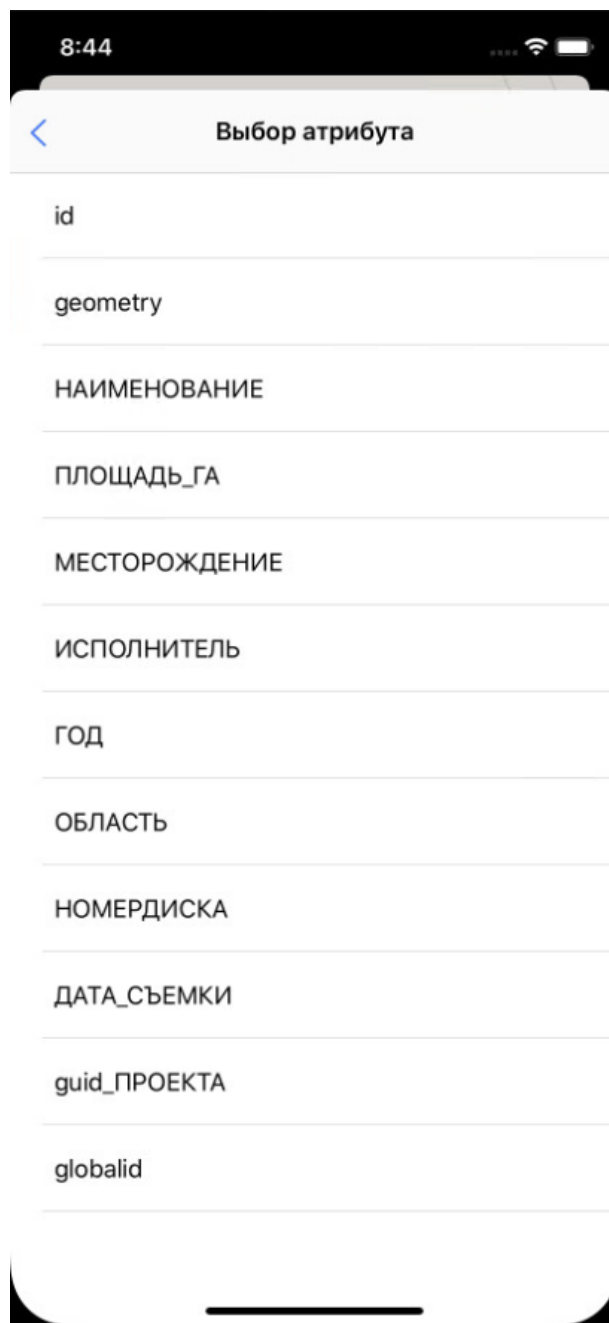 8:44
Выбор атрибута
id
geometry
НАИМЕНОВАНИЕ
ПЛОЩАДЬ_ГА
МЕСТОРОЖДЕНИЕ
ИСПОЛНИТЕЛЬ
ГОД
ОБЛАСТЬ
НОМЕРДИСКА
ДАТА_СЪЕМКИ
guid_ПРОЕКТА
globalid